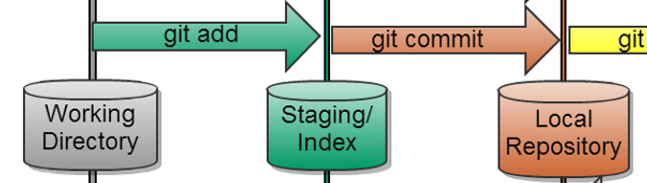 git add
git commit
git
Working
Directory
Staging/
Index
Local
Repository